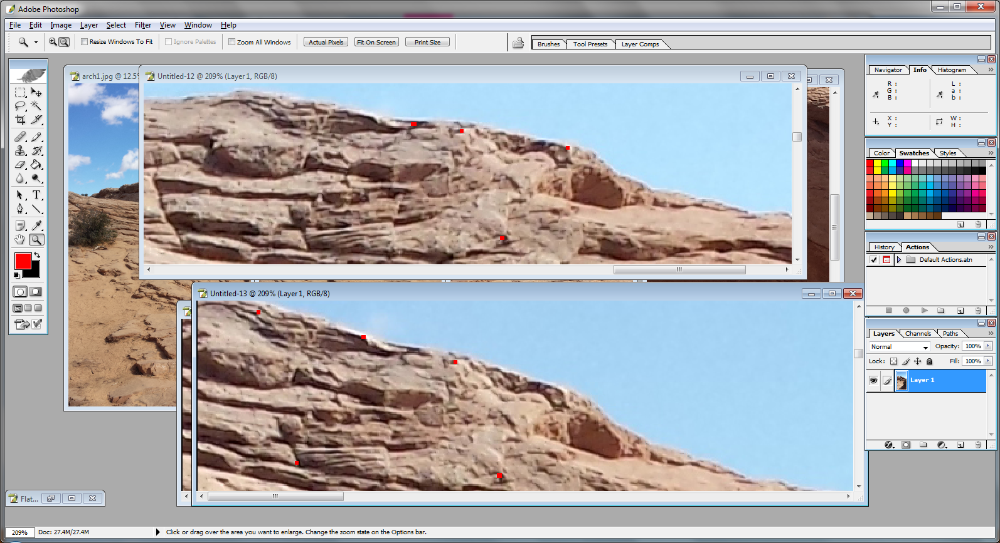 Adobe Photoshop
File Edit Image Layer Select Filter View Window Help
Resize Windows To Fit Ignore Palettes Zoom All Windows Actual Pixels Fit On Screen Print Size Brushes Tool Presets Layer Comps
arch1.jpg @ 12.5% Untitled-12 @ 209% (Layer 1, RGB/8)
Navigator Info Histogram
R : L :
G : a :
B : b :
X : W :
Y : H :
Color Swatches Styles
T
History Actions
Default Actions.atn
Untitled-13 @ 209% (Layer 1, RGB/8)
Layers Channels Paths
Normal Opacity: 100%
Lock: Fill: 100%
Layer 1
Flat...
209% Doc: 27.4M/27.4M Click or drag over the area you want to enlarge. Change the zoom state on the Options bar.